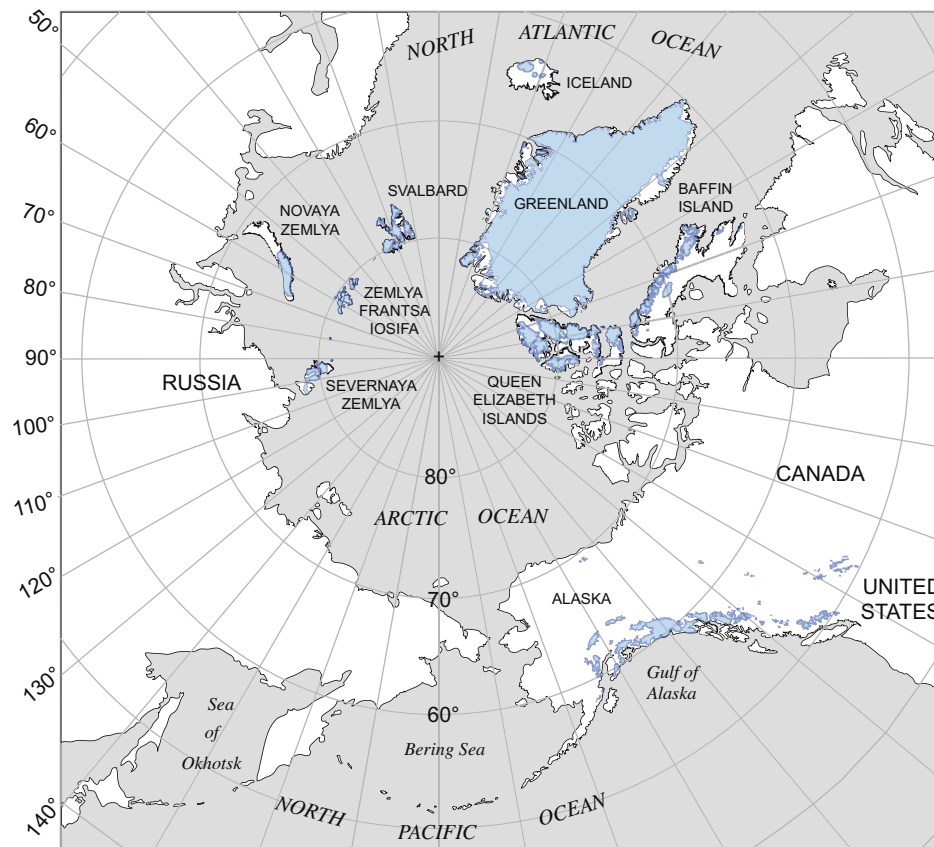 50°
NORTH
ATLANTIC
OCEAN
ICELAND
60°
SVALBARD
GREENLAND
BAFFIN
ISLAND
NOVAYA
ZEMLYA
70°
ZEMLYA
FRANTSA
IOSIFA
80°
90°
RUSSIA
SEVERNAYA
ZEMLYA
QUEEN
ELIZABETH
ISLANDS
100°
80°
CANADA
110°
ARCTIC
OCEAN
120°
70°
ALASKA
UNITED
STATES
130°
Gulf of
Alaska
Sea
of
Okhotsk
60°
Bering Sea
140°
NORTH
PACIFIC
OCEAN